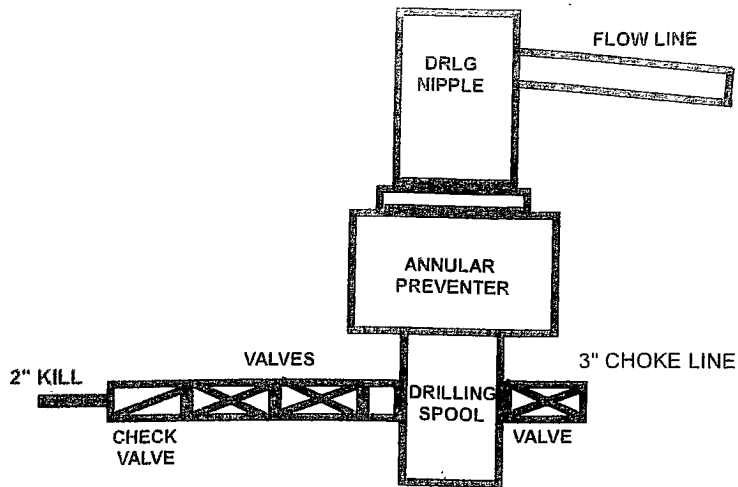 FLOW LINE
DRLG
NIPPLE
ANNULAR
PREVENTER
VALVES
3" CHOKE LINE
2" KILL
DRILLING
SPOOL
CHECK
VALVE
VALVE